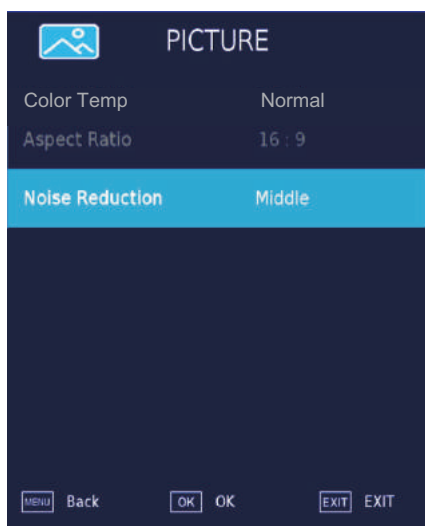 PICTURE
Color Temp Normal
Aspect Ratio 16 : 9
Noise Reduction Middle
MENU Back OK OK EXIT EXIT